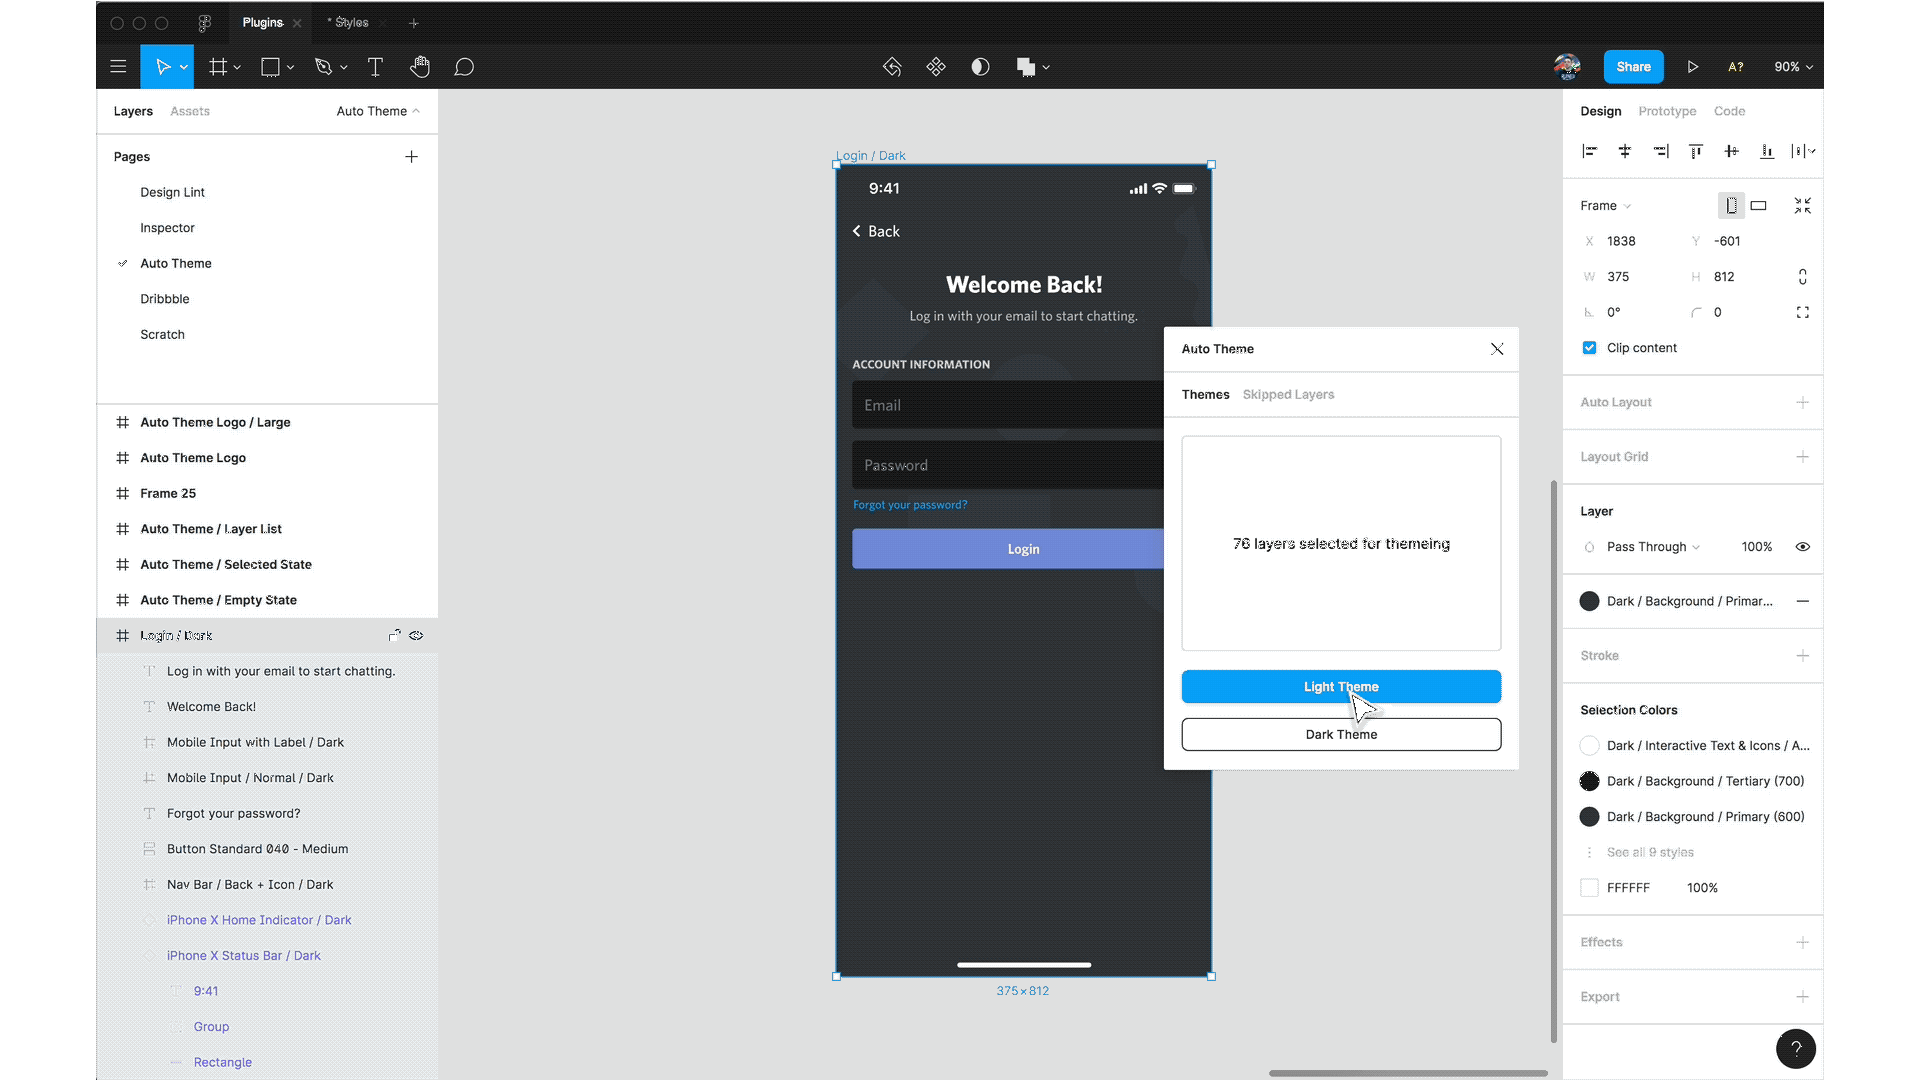 Plugins
* Styles
Share
A?
90%
Layers
Assets
Auto Theme
Pages
Design Lint
Inspector
Auto Theme
Dribbble
Scratch
Auto Theme Logo / Large
Auto Theme Logo
Frame 25
Auto Theme / Layer List
Auto Theme / Selected State
Auto Theme / Empty State
Login / Dark
Log in with your email to start chatting.
Welcome Back!
Mobile Input with Label / Dark
Mobile Input / Normal / Dark
Forgot your password?
Button Standard 040 - Medium
Nav Bar / Back + Icon / Dark
iPhone X Home Indicator / Dark
iPhone X Status Bar / Dark
9:41
Group
Rectangle
Login / Dark
9:41
Back
Welcome Back!
Log in with your email to start chatting.
ACCOUNT INFORMATION
Email
Password
Forgot your password?
Login
375×812
Auto Theme
Themes
Skipped Layers
76 layers selected for themeing
Light Theme
Dark Theme
Design
Prototype
Code
Frame
X 1838
Y -601
W 375
H 812
0°
0
Clip content
Auto Layout
Layout Grid
Layer
Pass Through
100%
Dark / Background / Primar...
Stroke
Selection Colors
Dark / Interactive Text & Icons / A...
Dark / Background / Tertiary (700)
Dark / Background / Primary (600)
See all 9 styles
FFFFFF
100%
Effects
Export
?